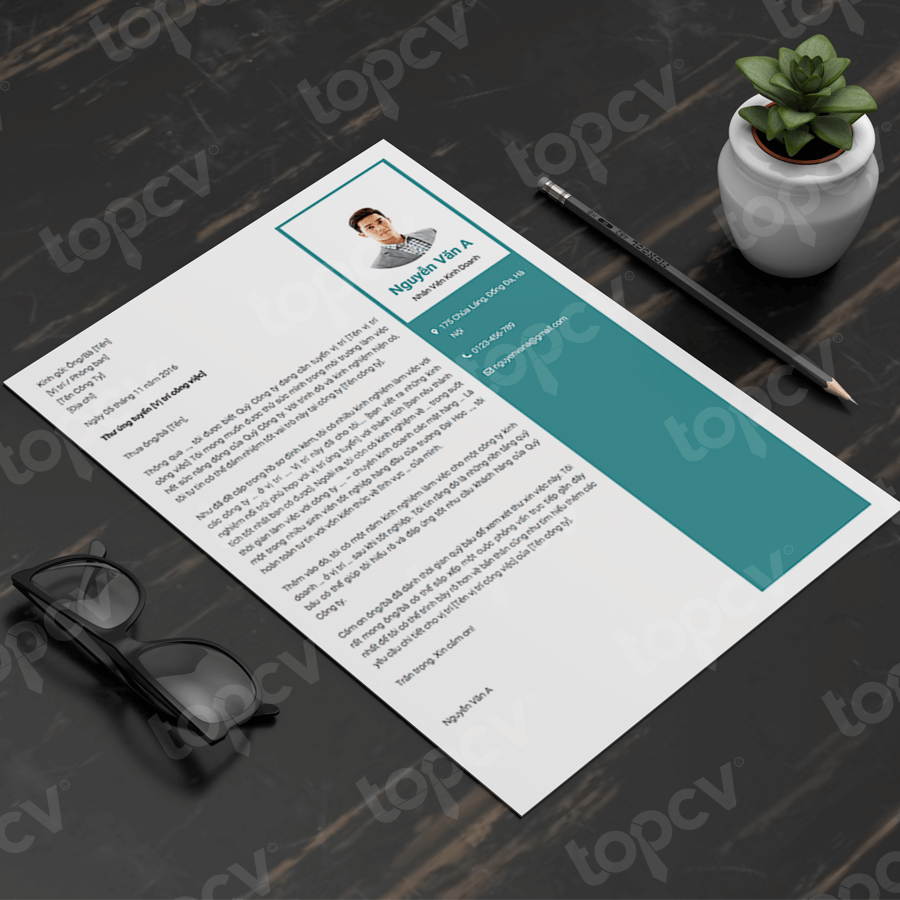 Nguyễn Văn A
Nhân Viên Kinh Doanh
175 Chùa Láng, Đống Đa, Hà
Nội
0123-456-789
nguyenvana@gmail.com
Kính gửi: Ông/Bà [Tên]
[Vị trí / Phòng ban]
[Tên Công ty]
[Địa chỉ]
Ngày 05 tháng 11 năm 2016
Thư ứng tuyển [Vị trí công việc]
Thưa ông/bà [Tên],
Thông qua ... tôi được biết Quý Công ty đang cần tuyển vị trí [Tên vị trí
công việc] Tôi mong muốn được thử sức mình trong môi trường làm việc
hết sức năng động của Quý Công ty. Với trình độ và kinh nghiệm hiện có,
tôi tự tin có thể đảm nhiệm tốt vai trò này tại công ty [Tên công ty].
Như đã đề cập trong hồ sơ đính kèm, tôi có nhiều kinh nghiệm làm việc với
các công ty ... ở vị trí ... Vị trí này đã cho tôi... [bạn viết ra những kinh
nghiệm nổi trội phù hợp với vị trí ứng tuyển] với thành tích [bạn nêu thành
tích tốt nhất bạn có được]. Ngoài ra, tôi còn có kinh nghiệm về ... trong suốt
thời gian làm việc với công ty ... – chuyên kinh doanh các mặt hàng ... Là
một trong nhiều sinh viên tốt nghiệp hàng đầu của trường Đại Học ..., tôi
hoàn toàn tự tin với vốn kiến thức về lĩnh vực ... của mình.
Thêm vào đó, tôi có một năm kinh nghiệm làm việc cho một công ty kinh
doanh ... ở vị trí ... sau khi tốt nghiệp. Tôi tin rằng đó là những nền tảng quý
báu có thể giúp tôi hiểu rõ và đáp ứng tốt nhu cầu khách hàng của Quý
Công ty.
Cám ơn ông/bà đã dành thời gian quý báu để xem xét thư xin việc này. Tôi
rất mong ông/bà có thể sắp xếp một cuộc phỏng vấn trực tiếp gần đây
nhất để tôi có thể trình bày rõ hơn về bản thân cũng như tìm hiểu thêm các
yêu cầu chi tiết cho vị trí [Tên vị trí công việc] của [Tên công ty].
Trân trọng. Xin cám ơn!
Nguyễn Văn A
topcv